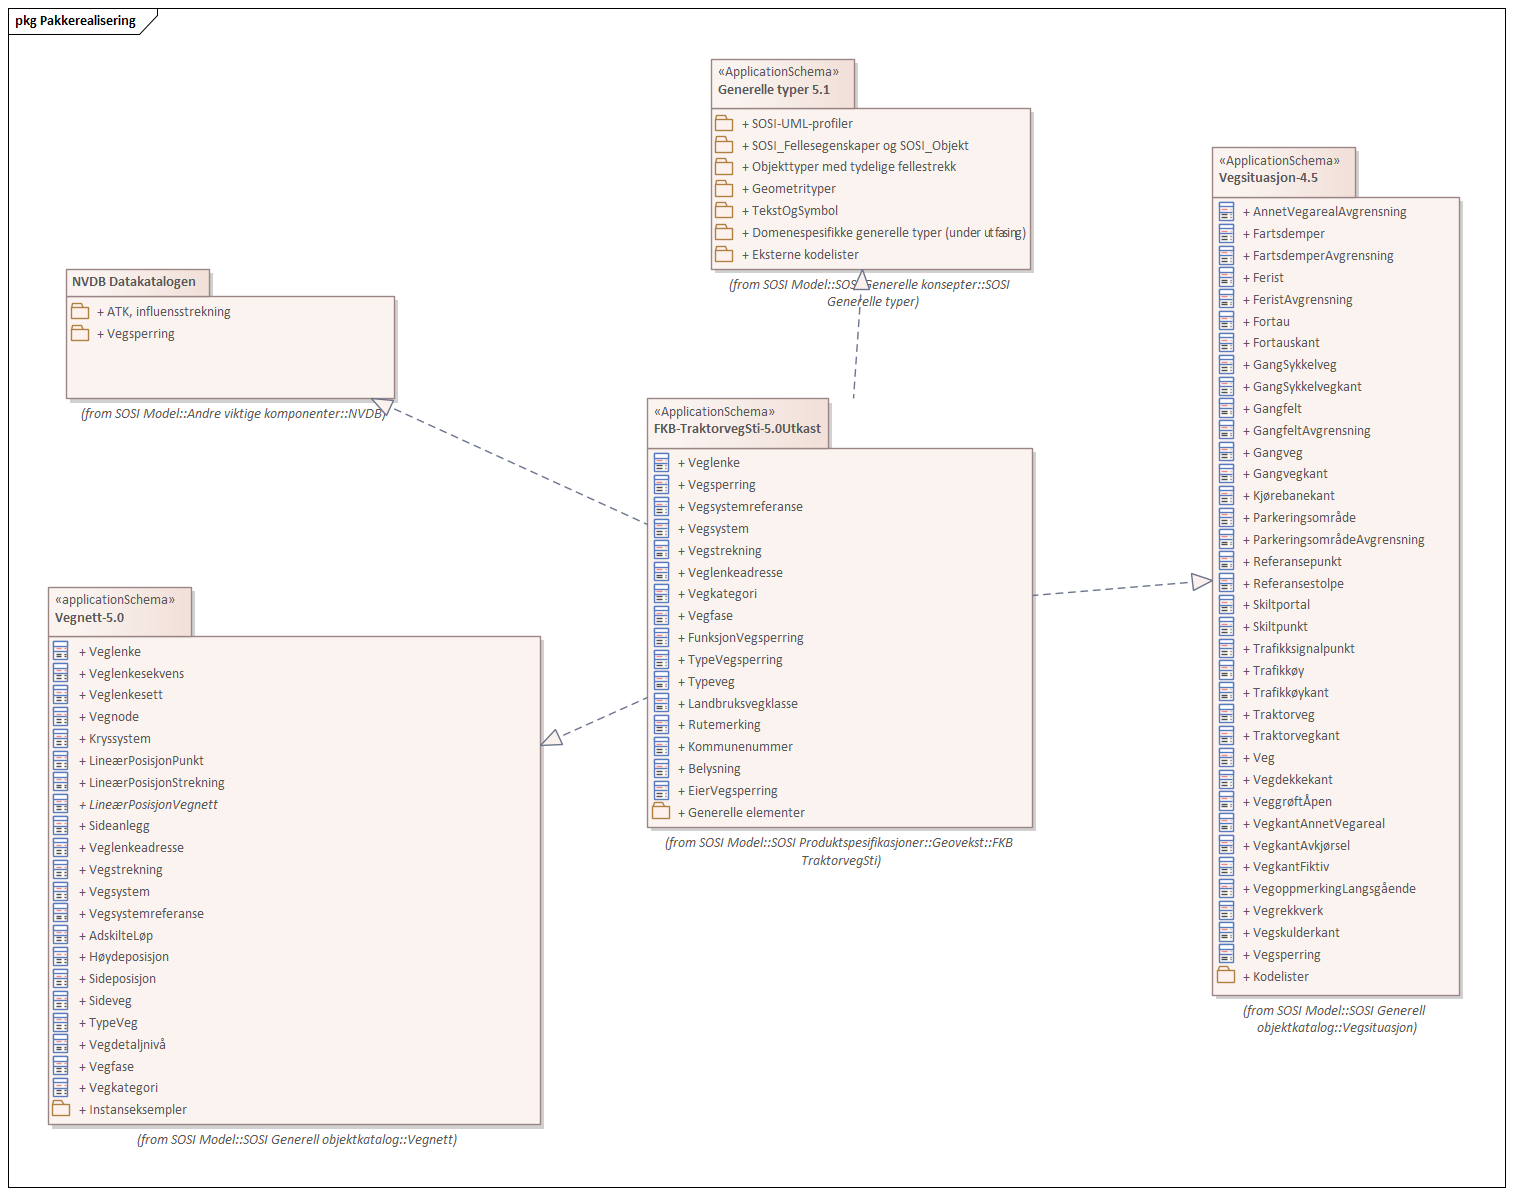 pkg Pakkerealisering
«ApplicationSchema»
Generelle typer 5.1
+ SOSI-UML-profiler
+ SOSI_Fellesegenskaper og SOSI_Objekt
+ Objekttyper med tydelige fellestrekk
+ Geometrityper
+ TekstOgSymbol
+ Domenespesifikke generelle typer (under utfasing)
+ Eksterne kodelister
(from SOSI Model::SOSI Generelle konsepter::SOSI
Generelle typer)
NVDB Datakatalogen
+ ATK, influensstrekning
+ Vegsperring
(from SOSI Model::Andre viktige komponenter::NVDB)
«ApplicationSchema»
FKB-TraktorvegSti-5.0Utkast
+ Veglenke
+ Vegsperring
+ Vegsystemreferanse
+ Vegsystem
+ Vegstrekning
+ Veglenkeadresse
+ Vegkategori
+ Vegfase
+ FunksjonVegsperring
+ TypeVegsperring
+ Typeveg
+ Landbruksvegklasse
+ Rutemerking
+ Kommunenummer
+ Belysning
+ EierVegsperring
+ Generelle elementer
(from SOSI Model::SOSI Produktspesifikasjoner::Geovekst::FKB
TraktorvegSti)
«applicationSchema»
Vegnett-5.0
+ Veglenke
+ Veglenkesekvens
+ Veglenkesett
+ Vegnode
+ Kryssystem
+ LineærPosisjonPunkt
+ LineærPosisjonStrekning
+ LineærPosisjonVegnett
+ Sideanlegg
+ Veglenkeadresse
+ Vegstrekning
+ Vegsystem
+ Vegsystemreferanse
+ AdskilteLøp
+ Høydeposisjon
+ Sideposisjon
+ Sideveg
+ TypeVeg
+ Vegdetaljnivå
+ Vegfase
+ Vegkategori
+ Instanseksempler
(from SOSI Model::SOSI Generell objektkatalog::Vegnett)
«ApplicationSchema»
Vegsituasjon-4.5
+ AnnetVegarealAvgrensning
+ Fartsdemper
+ FartsdemperAvgrensning
+ Ferist
+ FeristAvgrensning
+ Fortau
+ Fortauskant
+ GangSykkelveg
+ GangSykkelvegkant
+ Gangfelt
+ GangfeltAvgrensning
+ Gangveg
+ Gangvegkant
+ Kjørebanekant
+ Parkeringsområde
+ ParkeringsområdeAvgrensning
+ Referansepunkt
+ Referansestolpe
+ Skiltportal
+ Skiltpunkt
+ Trafikksignalpunkt
+ Trafikkøy
+ Trafikkøykant
+ Traktorveg
+ Traktorvegkant
+ Veg
+ Vegdekkekant
+ VeggrøftÅpen
+ VegkantAnnetVegareal
+ VegkantAvkjørsel
+ VegkantFiktiv
+ VegoppmerkingLangsgående
+ Vegrekkverk
+ Vegskulderkant
+ Vegsperring
+ Kodelister
(from SOSI Model::SOSI Generell
objektkatalog::Vegsituasjon)